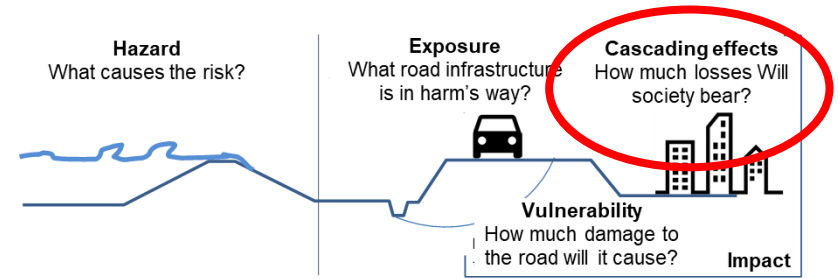 Hazard
What causes the risk?
Exposure
What road infrastructure
is in harm's way?
Cascading effects
How much losses Will
society bear?
Vulnerability
How much damage to
the road will it cause?
Impact